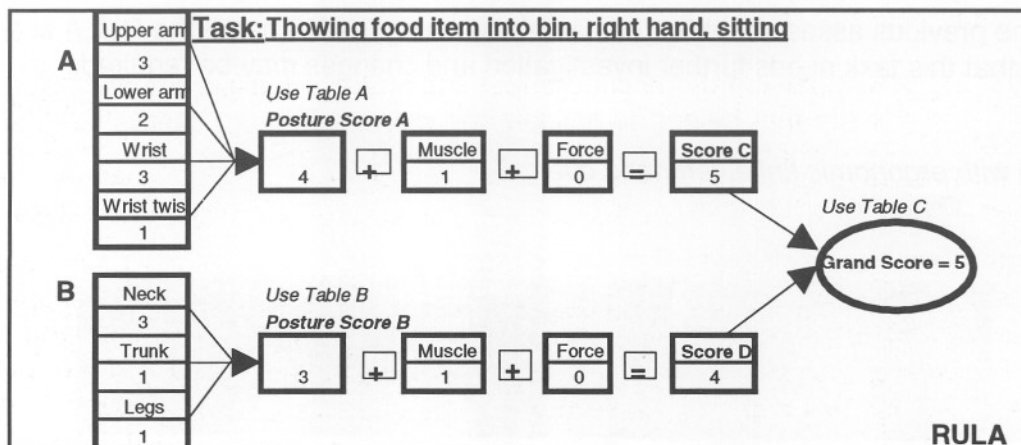 Task: Thowing food item into bin, right hand, sitting
A
Upper arm
3
Lower arm
2
Wrist
3
Wrist twis
1
Use Table A
Posture Score A
4
+
Muscle
1
+
Force
0
=
Score C
5
Use Table C
Grand Score = 5
B
Neck
3
Trunk
1
Legs
1
Use Table B
Posture Score B
3
+
Muscle
1
+
Force
0
=
Score D
4
RULA